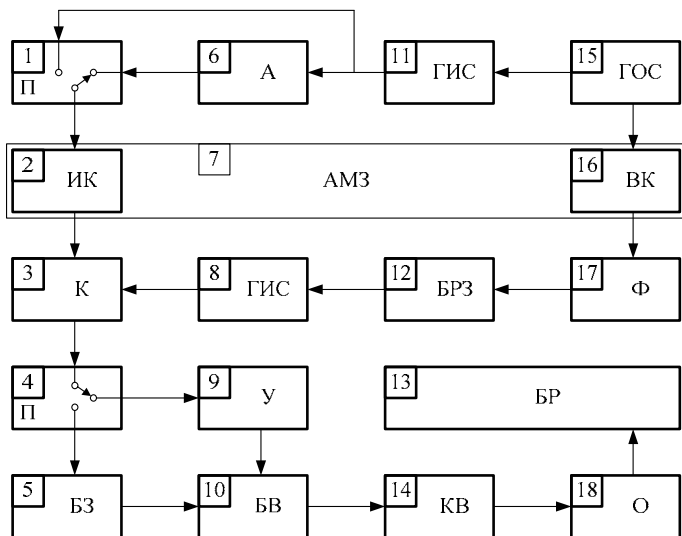 1 П
6 А
11 ГИС
15 ГОС
2 ИК
7 АМЗ
16 ВК
3 К
8 ГИС
12 БРЗ
17 Ф
4 П
9 У
13 БР
5 БЗ
10 БВ
14 КВ
18 О